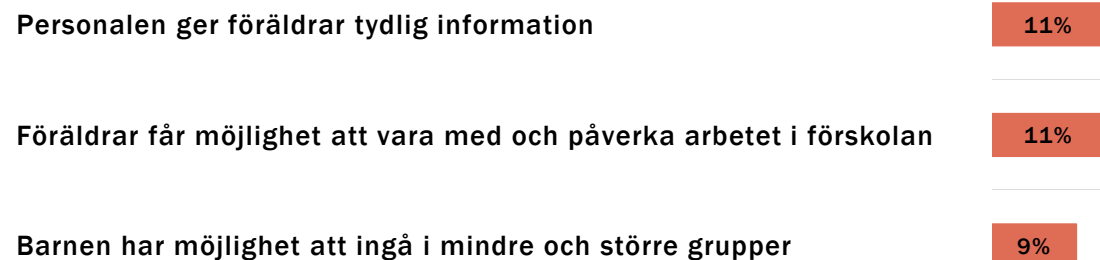 Personalen ger föräldrar tydlig information 11%
Föräldrar får möjlighet att vara med och påverka arbetet i förskolan 11%
Barnen har möjlighet att ingå i mindre och större grupper 9%